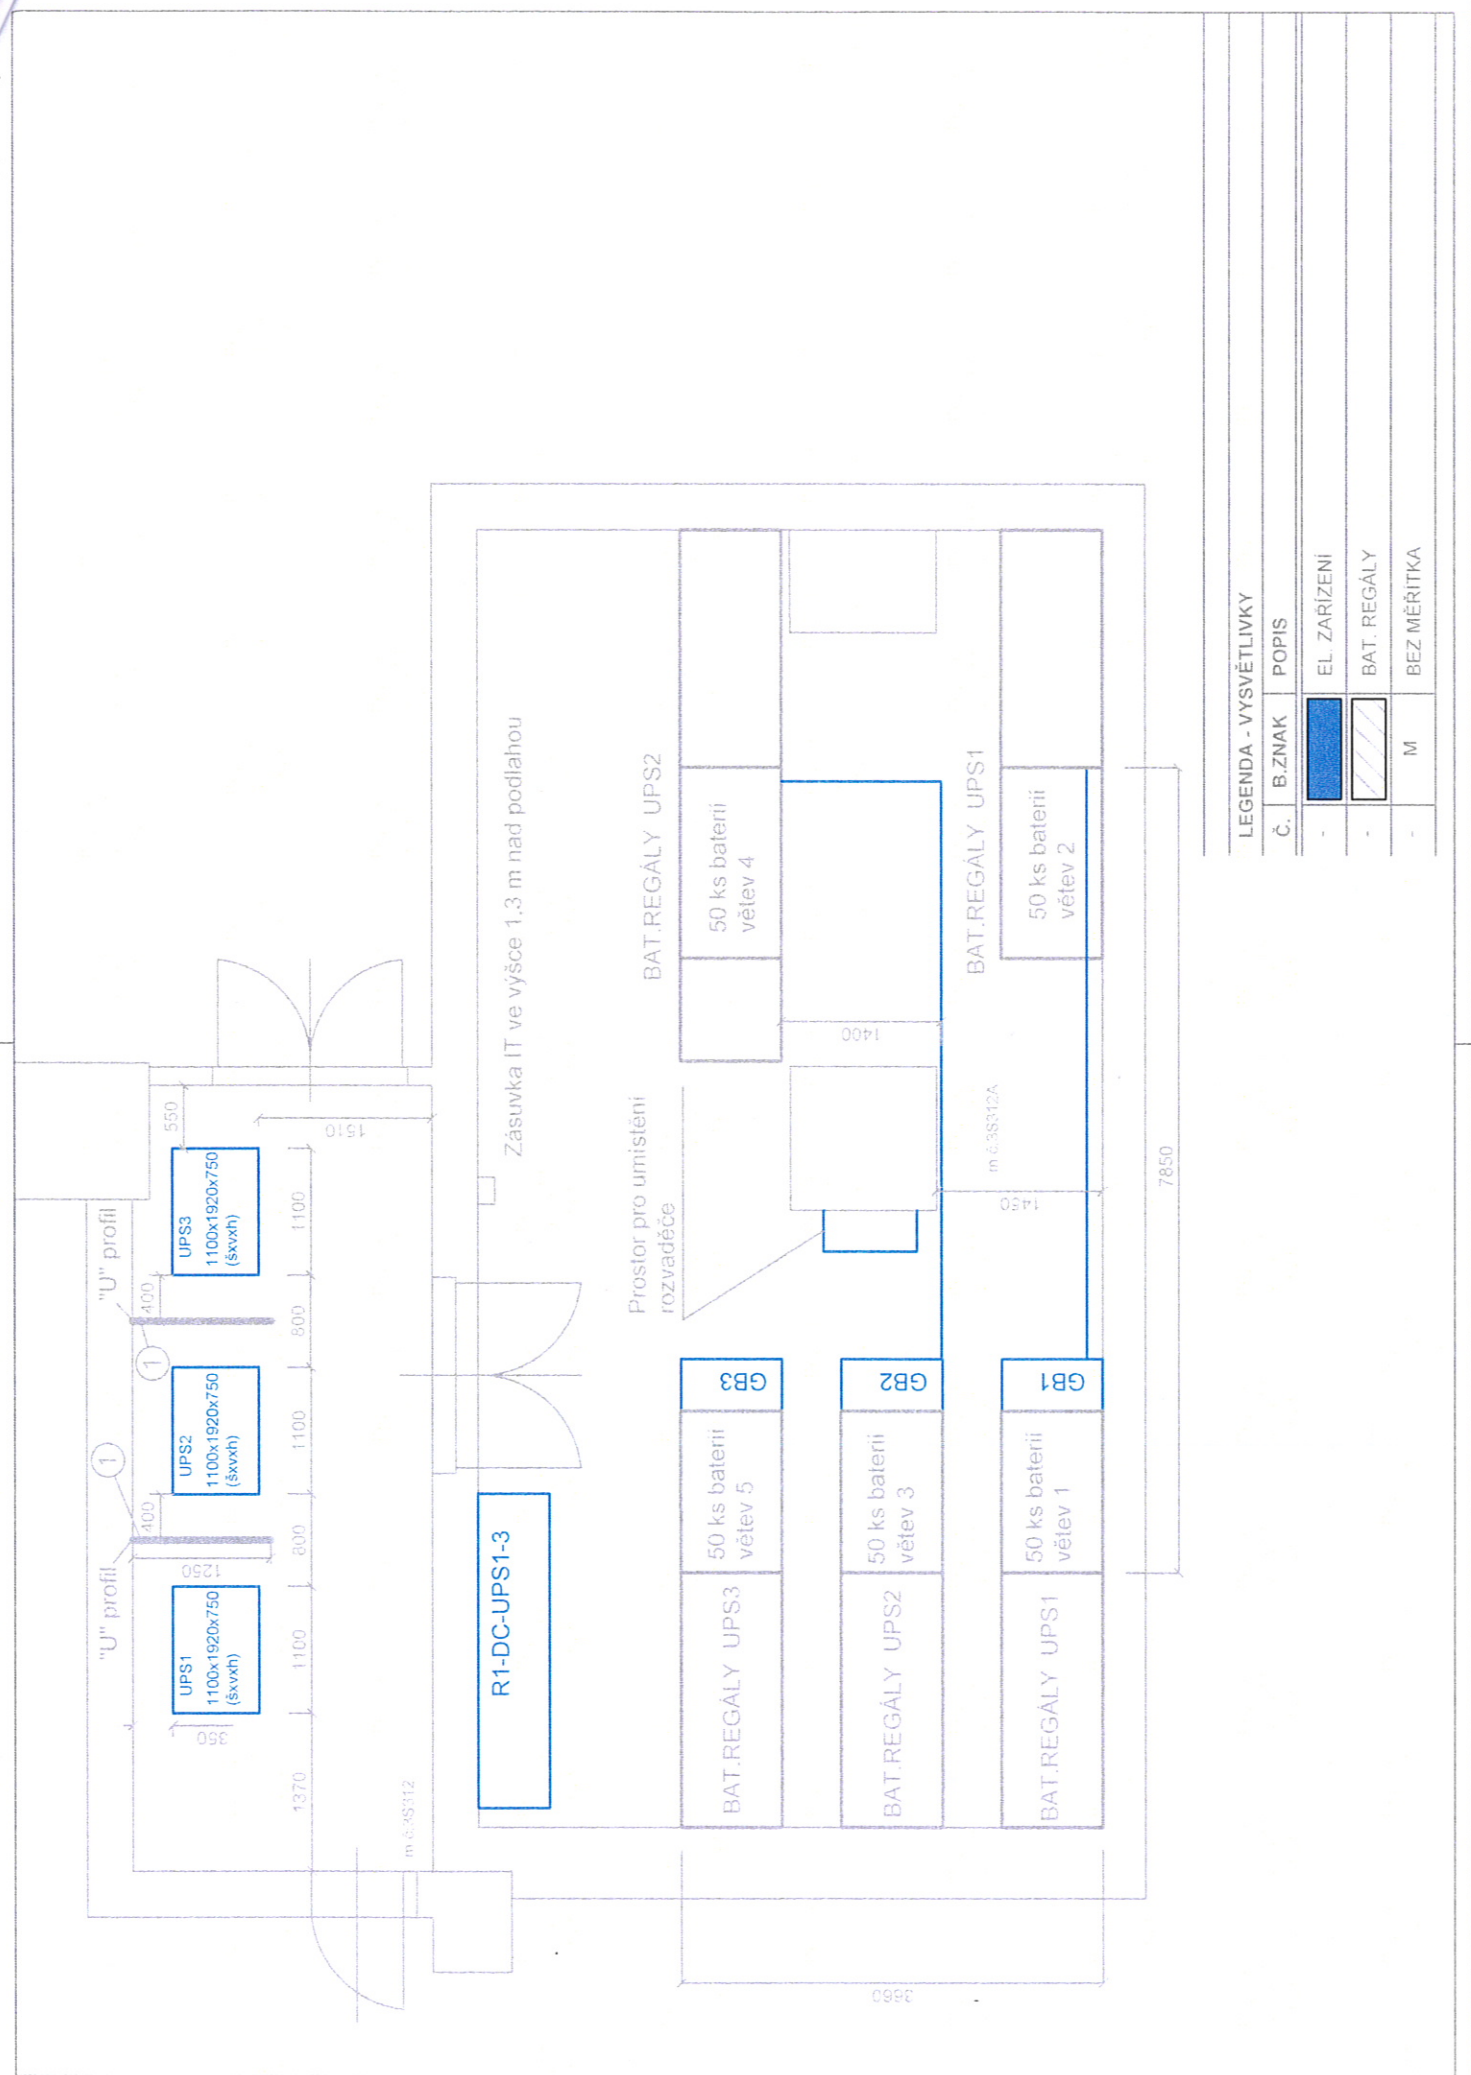 "U" profil
"U" profil
1
1
UPS1
1100x1920x750
(šxvxh)
UPS2
1100x1920x750
(šxvxh)
UPS3
1100x1920x750
(šxvxh)
400
400
550
350
1250
1510
1370
1100
800
1100
800
1100
m č.3S312
R1-DC-UPS1-3
Zásuvka IT ve výšce 1.3 m nad podlahou
Prostor pro umístění
rozvaděče
BAT.REGÁLY UPS3
50 ks baterií
větev 5
GB3
BAT.REGÁLY UPS2
50 ks baterií
větev 4
BAT.REGÁLY UPS2
50 ks baterií
větev 3
GB2
1400
BAT.REGÁLY UPS1
50 ks baterií
větev 1
GB1
1450
m č.3S312A
BAT.REGÁLY UPS1
50 ks baterií
větev 2
3660
7850
LEGENDA - VYSVĚTLIVKY
Č. B.ZNAK POPIS
- EL. ZAŘÍZENÍ
- BAT. REGÁLY
- M BEZ MĚŘÍTKA